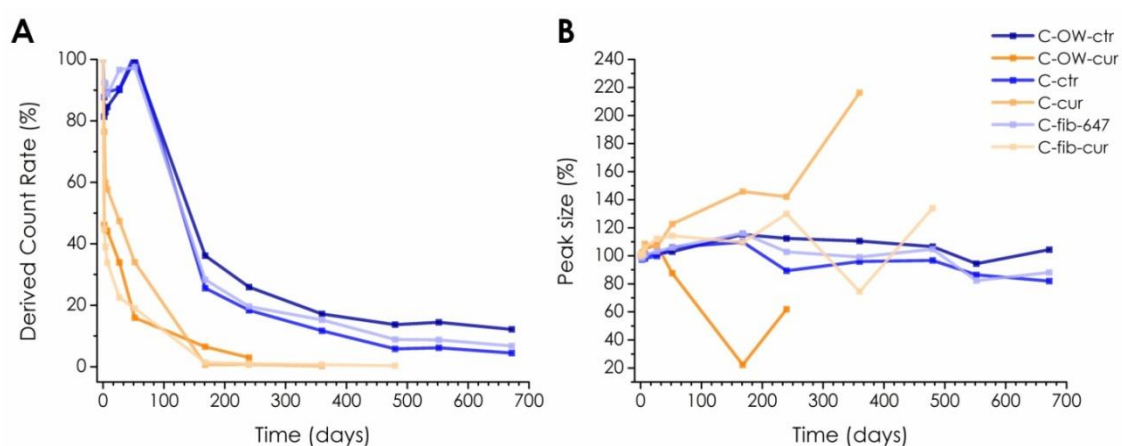 A
Derived Count Rate (%)
100
80
60
40
20
0
0 100 200 300 400 500 600 700
Time (days)
B
Peak size (%)
240
220
200
180
160
140
120
100
80
60
40
20
0 100 200 300 400 500 600 700
Time (days)
C-OW-ctr
C-OW-cur
C-ctr
C-cur
C-fib-647
C-fib-cur